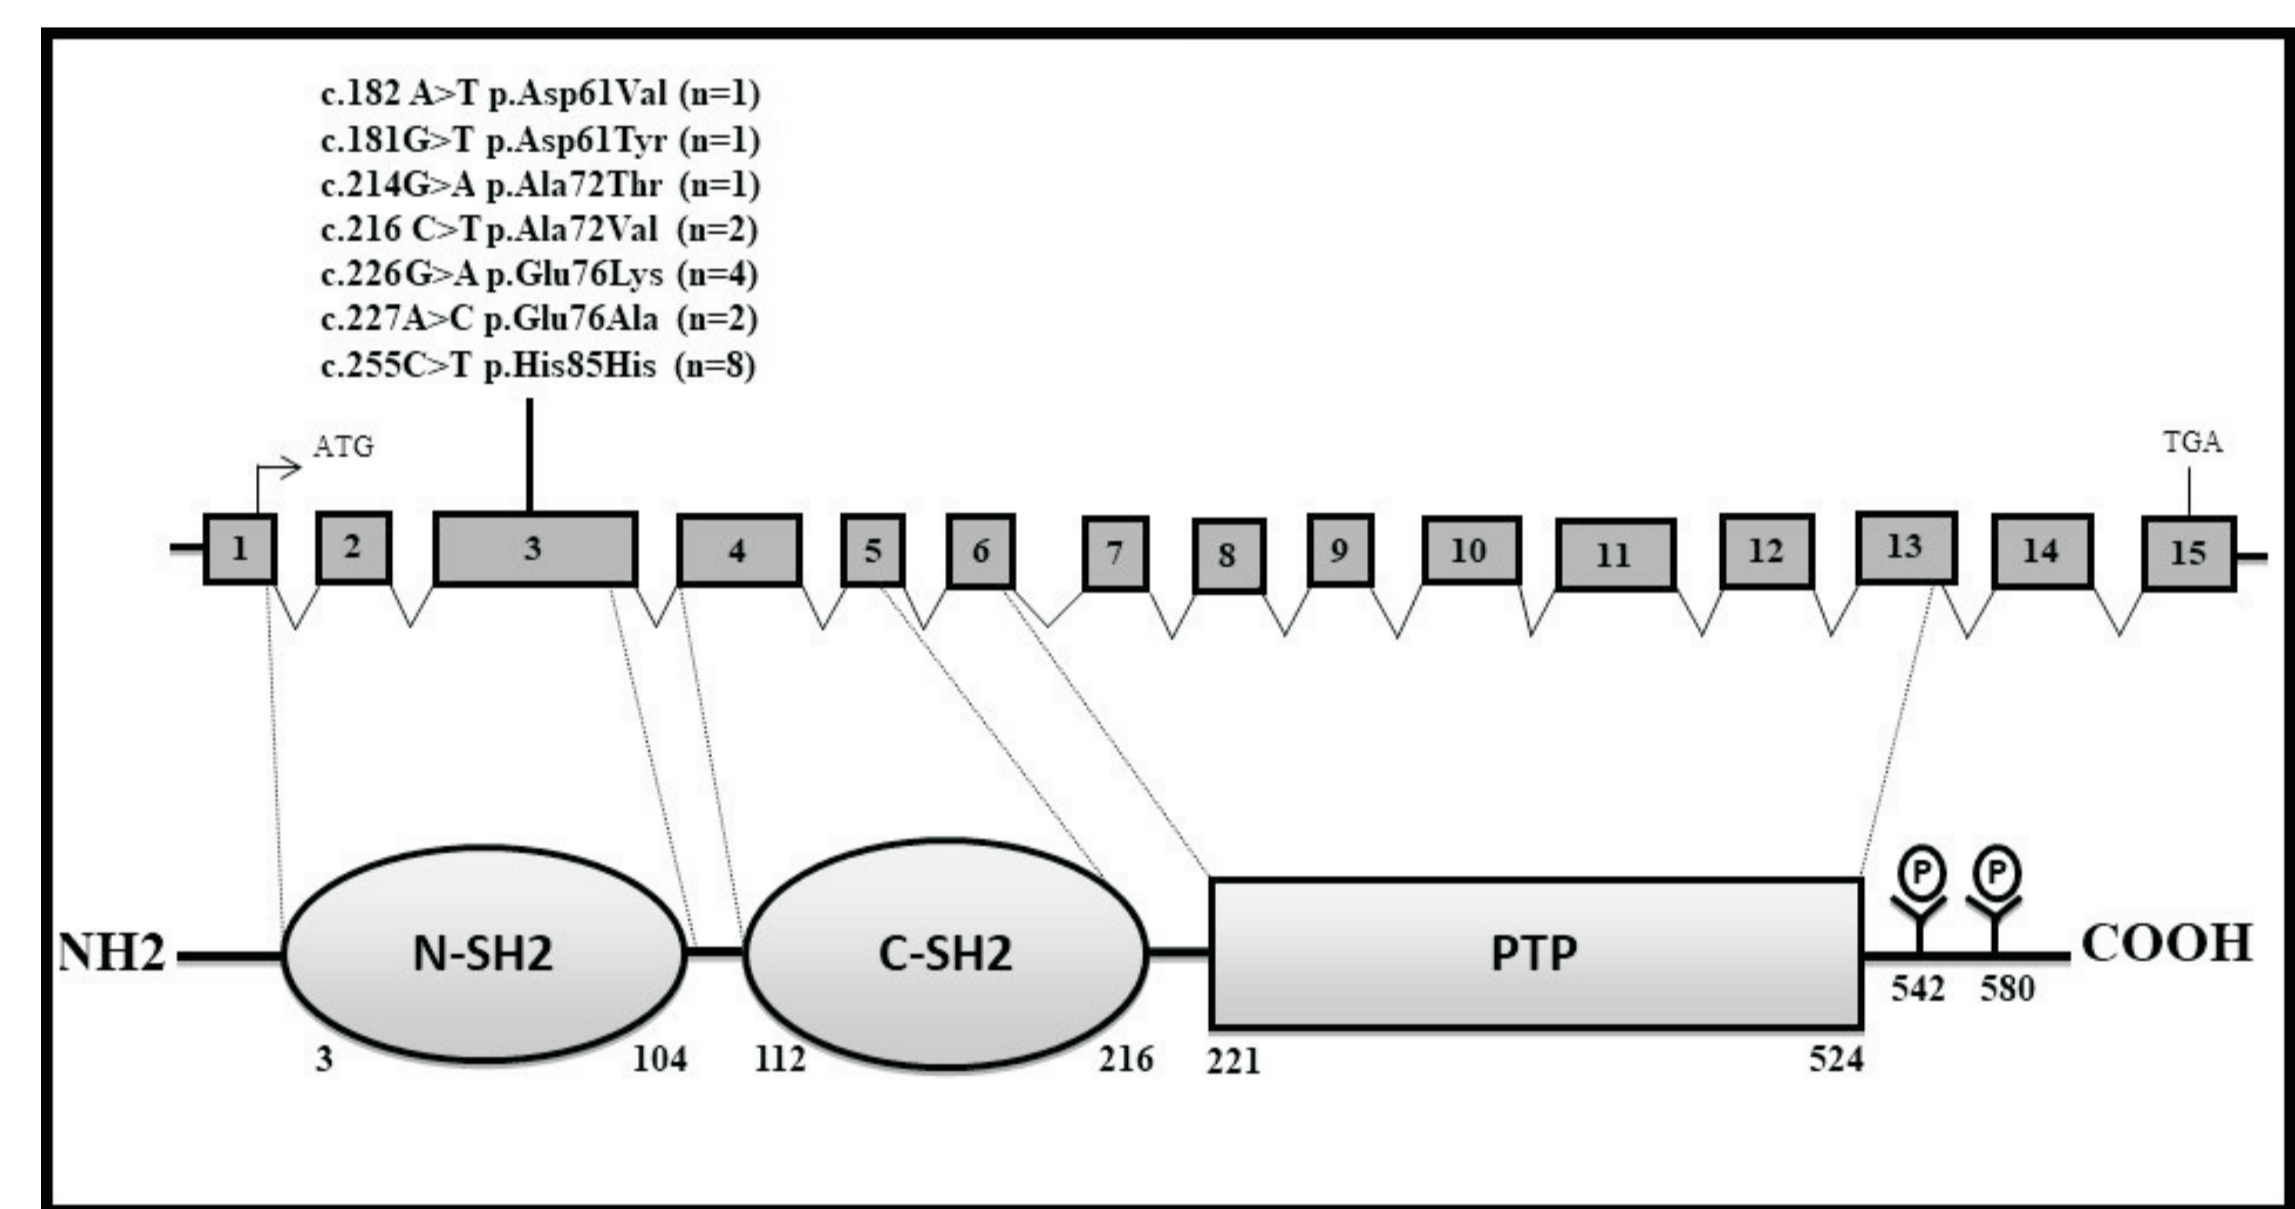 c.182 A>T p.Asp61Val (n=1)
c.181G>T p.Asp61Tyr (n=1)
c.214G>A p.Ala72Thr (n=1)
c.216 C>T p.Ala72Val (n=2)
c.226G>A p.Glu76Lys (n=4)
c.227A>C p.Glu76Ala (n=2)
c.255C>T p.His85His (n=8)
ATG
TGA
1 2 3 4 5 6 7 8 9 10 11 12 13 14 15
P P
NH2 N-SH2 C-SH2 PTP COOH
542 580
3 104 112 216 221 524